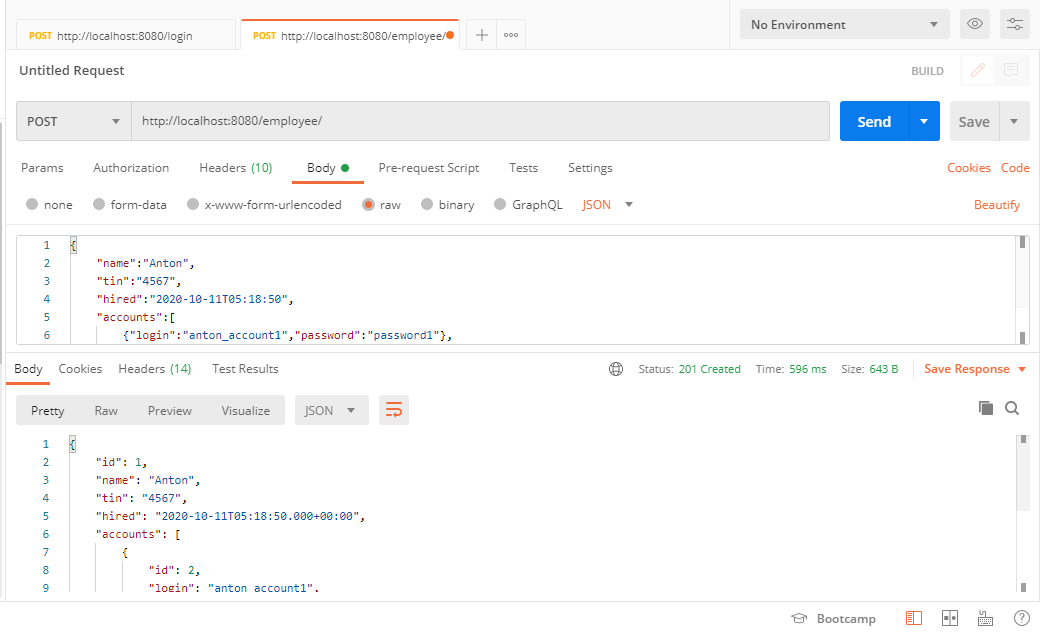 POST http://localhost:8080/login POST http://localhost:8080/employee/ No Environment
Untitled Request BUILD
POST http://localhost:8080/employee/ Send Save
Params Authorization Headers (10) Body Pre-request Script Tests Settings Cookies Code
none form-data x-www-form-urlencoded raw binary GraphQL JSON Beautify
1 {
2 "name":"Anton",
3 "tin":"4567",
4 "hired":"2020-10-11T05:18:50",
5 "accounts":[
6 {"login":"anton_account1","password":"password1"},
Body Cookies Headers (14) Test Results Status: 201 Created Time: 596 ms Size: 643 B Save Response
Pretty Raw Preview Visualize JSON
1 {
2 "id": 1,
3 "name": "Anton",
4 "tin": "4567",
5 "hired": "2020-10-11T05:18:50.000+00:00",
6 "accounts": [
7 {
8 "id": 2,
9 "login": "anton_account1",
Bootcamp